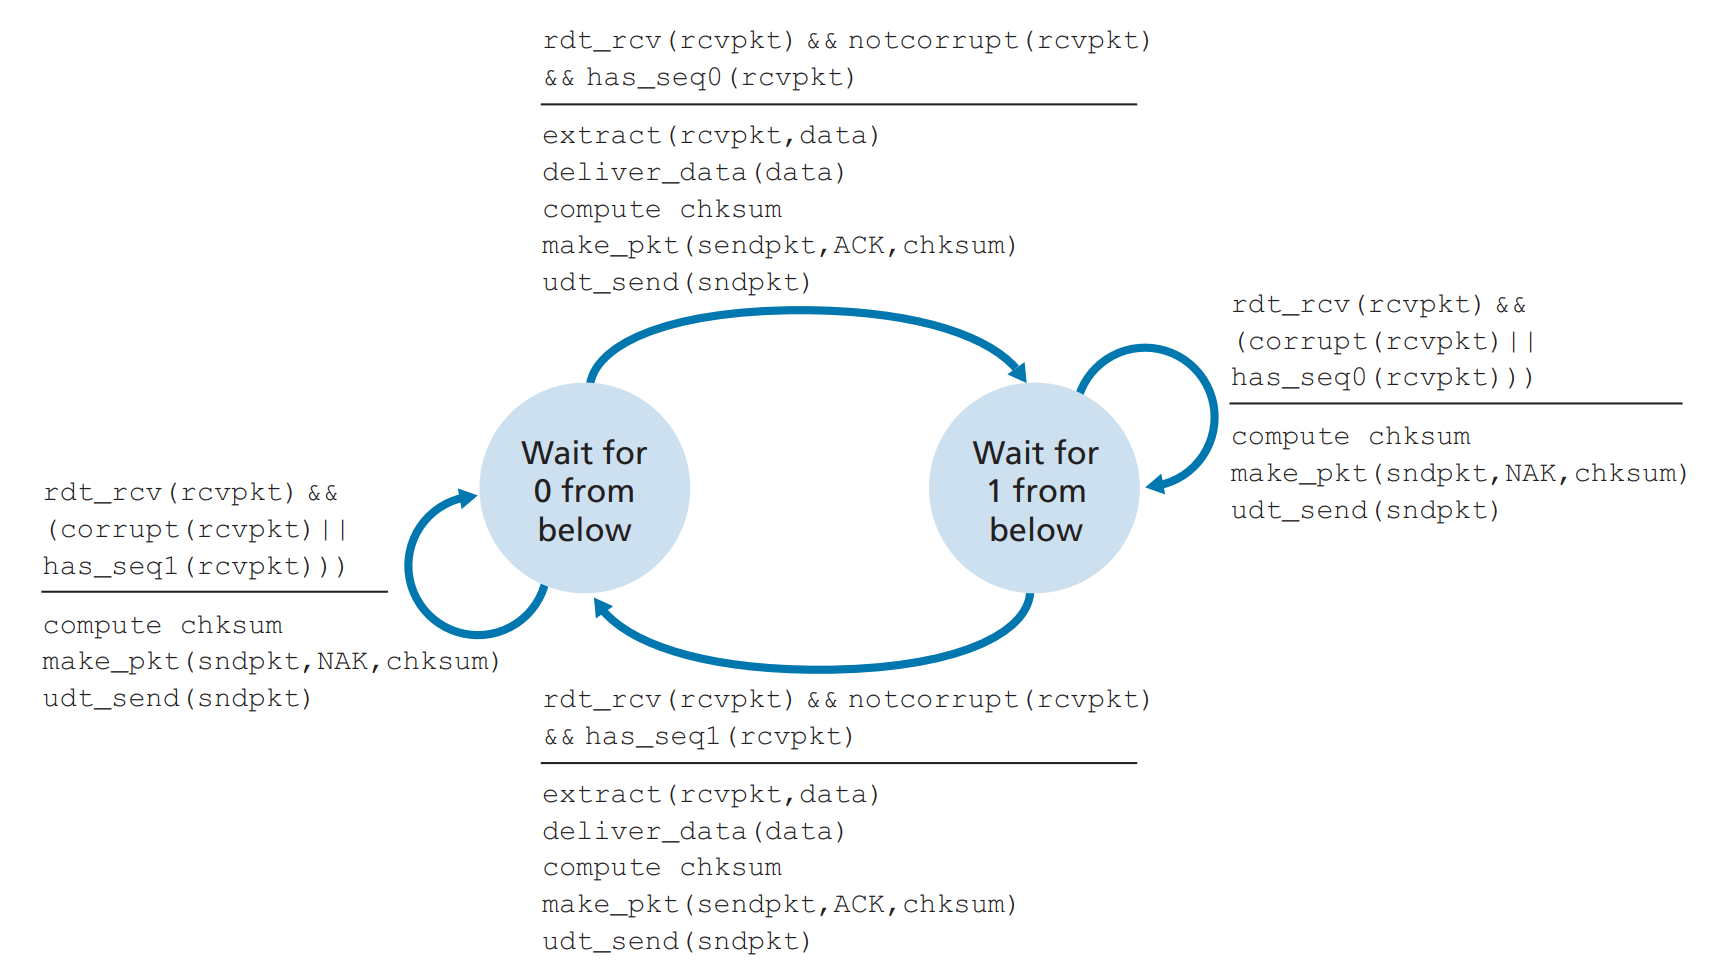 rdt_rcv(rcvpkt) && notcorrupt(rcvpkt)
&& has_seq0(rcvpkt)
extract(rcvpkt,data)
deliver_data(data)
compute chksum
make_pkt(sendpkt,ACK,chksum)
udt_send(sndpkt)
rdt_rcv(rcvpkt) &&
(corrupt(rcvpkt)||
has_seq0(rcvpkt)))
compute chksum
make_pkt(sndpkt,NAK,chksum)
udt_send(sndpkt)
Wait for
0 from
below
Wait for
1 from
below
rdt_rcv(rcvpkt) &&
(corrupt(rcvpkt)||
has_seq1(rcvpkt)))
compute chksum
make_pkt(sndpkt,NAK,chksum)
udt_send(sndpkt)
rdt_rcv(rcvpkt) && notcorrupt(rcvpkt)
&& has_seq1(rcvpkt)
extract(rcvpkt,data)
deliver_data(data)
compute chksum
make_pkt(sendpkt,ACK,chksum)
udt_send(sndpkt)